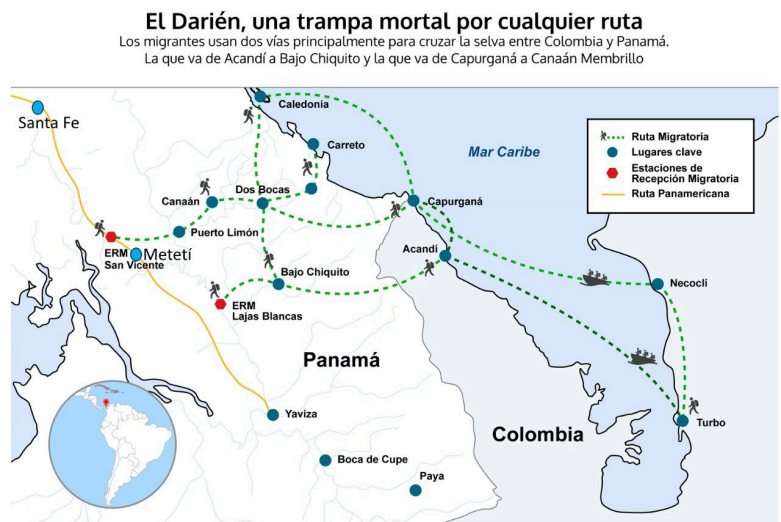 El Darién, una trampa mortal por cualquier ruta
Los migrantes usan dos vías principalmente para cruzar la selva entre Colombia y Panamá.
La que va de Acandí a Bajo Chiquito y la que va de Capurganá a Canaán Membrillo
Santa Fe
Caledonia
Carreto
Mar Caribe
Ruta Migratoria
Lugares clave
Estaciones de
Recepción Migratoria
Ruta Panamericana
Canaán
Dos Bocas
Capurganá
Puerto Limón
ERM
San Vicente
Metetí
Acandí
Bajo Chiquito
Necoclí
ERM
Lajas Blancas
Panamá
Yaviza
Colombia
Turbo
Boca de Cupe
Paya